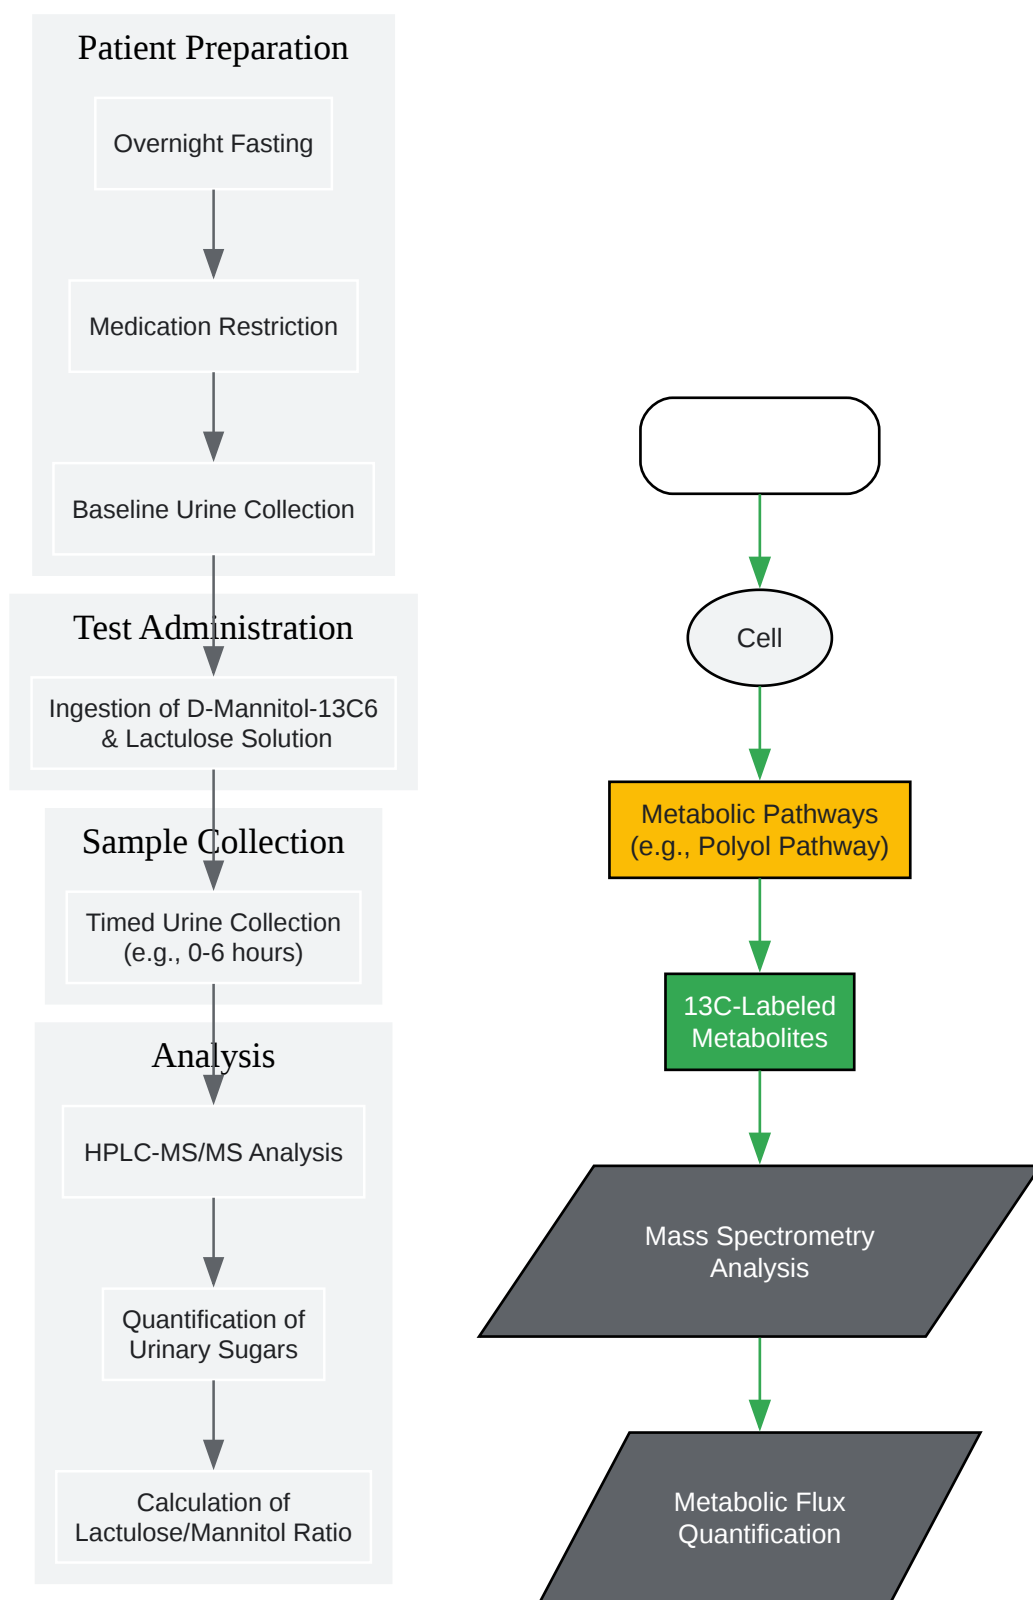 Patient Preparation
Overnight Fasting
Medication Restriction
Baseline Urine Collection
Test Administration
Ingestion of D-Mannitol-13C6
& Lactulose Solution
Sample Collection
Timed Urine Collection
(e.g., 0-6 hours)
Analysis
HPLC-MS/MS Analysis
Quantification of
Urinary Sugars
Calculation of
Lactulose/Mannitol Ratio
Cell
Metabolic Pathways
(e.g., Polyol Pathway)
13C-Labeled
Metabolites
Mass Spectrometry
Analysis
Metabolic Flux
Quantification